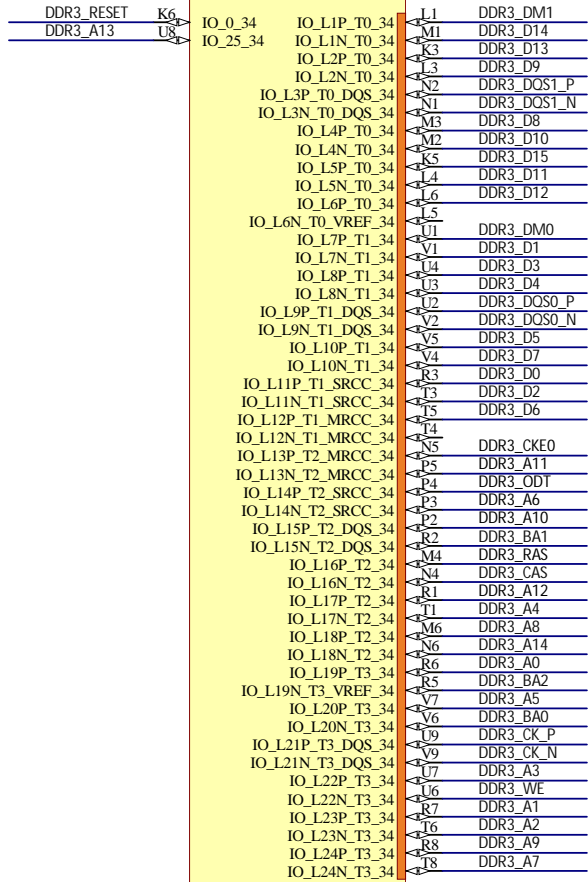 DDR3_RESET K6 IO_0_34 IO_L1P_T0_34 L1 DDR3_DM1
DDR3_A13 U8 IO_25_34 IO_L1N_T0_34 M1 DDR3_D14
IO_L2P_T0_34 K3 DDR3_D13
IO_L2N_T0_34 L3 DDR3_D9
IO_L3P_T0_DQS_34 N2 DDR3_DQS1_P
IO_L3N_T0_DQS_34 N1 DDR3_DQS1_N
IO_L4P_T0_34 M3 DDR3_D8
IO_L4N_T0_34 M2 DDR3_D10
IO_L5P_T0_34 K5 DDR3_D15
IO_L5N_T0_34 L4 DDR3_D11
IO_L6P_T0_34 L6 DDR3_D12
IO_L6N_T0_VREF_34 L5
IO_L7P_T1_34 U1 DDR3_DM0
IO_L7N_T1_34 V1 DDR3_D1
IO_L8P_T1_34 U4 DDR3_D3
IO_L8N_T1_34 U3 DDR3_D4
IO_L9P_T1_DQS_34 U2 DDR3_DQS0_P
IO_L9N_T1_DQS_34 V2 DDR3_DQS0_N
IO_L10P_T1_34 V5 DDR3_D5
IO_L10N_T1_34 V4 DDR3_D7
IO_L11P_T1_SRCC_34 R3 DDR3_D0
IO_L11N_T1_SRCC_34 T3 DDR3_D2
IO_L12P_T1_MRCC_34 T5 DDR3_D6
IO_L12N_T1_MRCC_34 T4
IO_L13P_T2_MRCC_34 N5 DDR3_CKE0
IO_L13N_T2_MRCC_34 P5 DDR3_A11
IO_L14P_T2_SRCC_34 P4 DDR3_ODT
IO_L14N_T2_SRCC_34 P3 DDR3_A6
IO_L15P_T2_DQS_34 P2 DDR3_A10
IO_L15N_T2_DQS_34 R2 DDR3_BA1
IO_L16P_T2_34 M4 DDR3_RAS
IO_L16N_T2_34 N4 DDR3_CAS
IO_L17P_T2_34 R1 DDR3_A12
IO_L17N_T2_34 T1 DDR3_A4
IO_L18P_T2_34 M6 DDR3_A8
IO_L18N_T2_34 N6 DDR3_A14
IO_L19P_T3_34 R6 DDR3_A0
IO_L19N_T3_VREF_34 R5 DDR3_BA2
IO_L20P_T3_34 V7 DDR3_A5
IO_L20N_T3_34 V6 DDR3_BA0
IO_L21P_T3_DQS_34 U9 DDR3_CK_P
IO_L21N_T3_DQS_34 V9 DDR3_CK_N
IO_L22P_T3_34 U7 DDR3_A3
IO_L22N_T3_34 U6 DDR3_WE
IO_L23P_T3_34 R7 DDR3_A1
IO_L23N_T3_34 T6 DDR3_A2
IO_L24P_T3_34 R8 DDR3_A9
IO_L24N_T3_34 T8 DDR3_A7